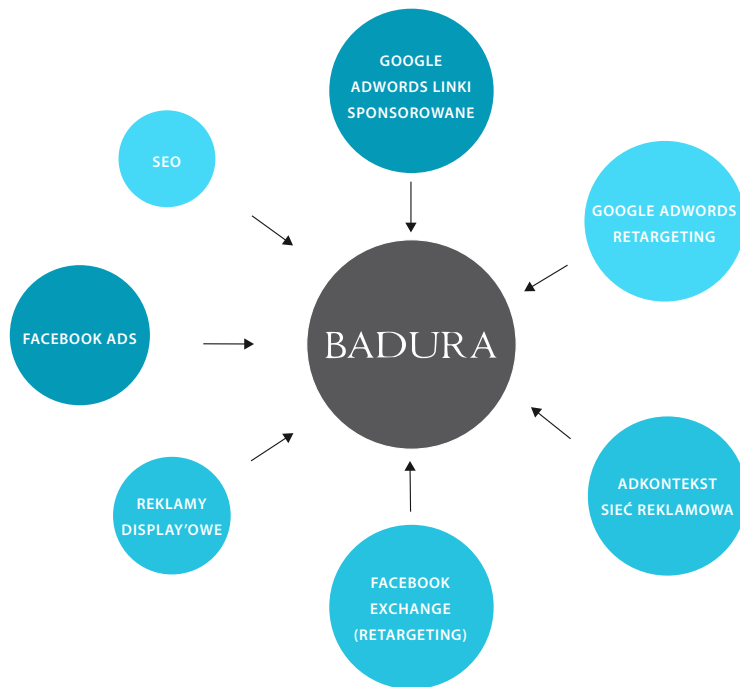 GOOGLE
ADWORDS LINKI
SPONSOROWANE
SEO
GOOGLE ADWORDS
RETARGETING
FACEBOOK ADS
BADURA
ADKONTEKST
SIEĆ REKLAMOWA
REKLAMY
DISPLAY'OWE
FACEBOOK
EXCHANGE
(RETARGETING)